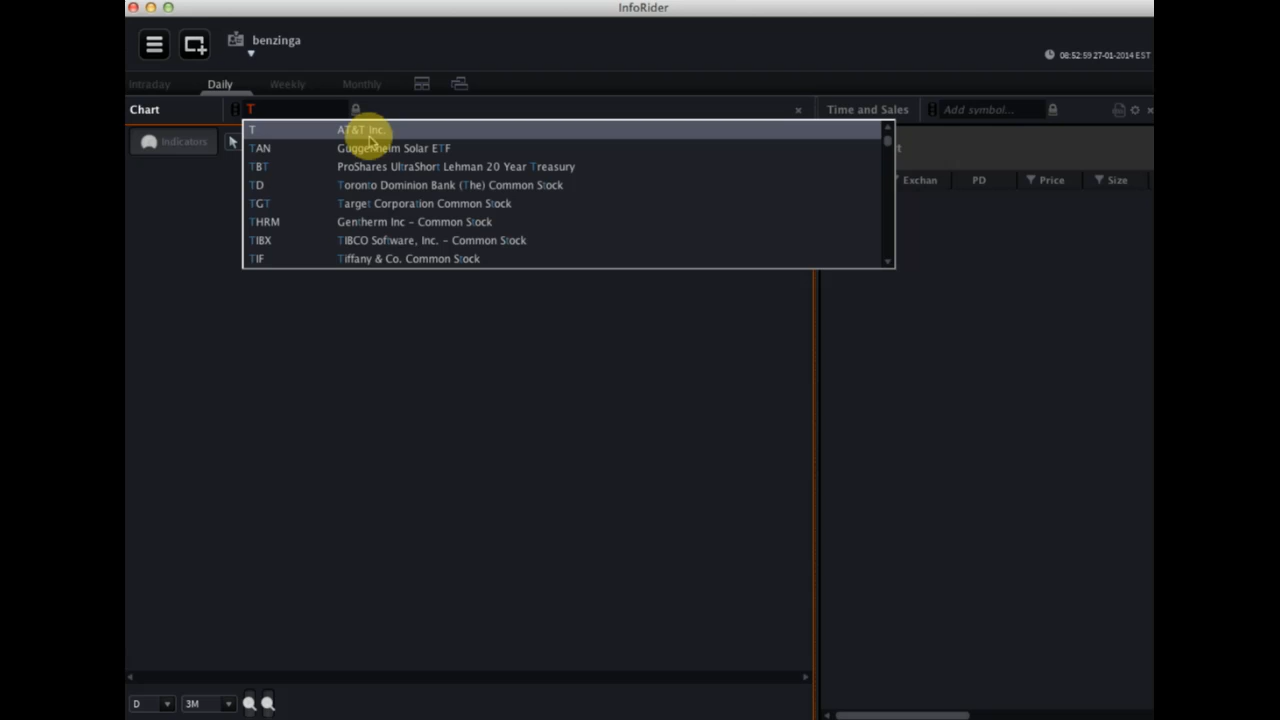 InfoRider
benzinga
08:52:59 27-01-2014 EST
Intraday Daily Weekly Monthly
Chart T Time and Sales Add symbol...
Indicators
T AT&T Inc.
TAN Guggenheim Solar ETF
TBT ProShares UltraShort Lehman 20 Year Treasury
TD Toronto Dominion Bank (The) Common Stock
TGT Target Corporation Common Stock
THRM Gentherm Inc - Common Stock
TIBX TIBCO Software, Inc. - Common Stock
TIF Tiffany & Co. Common Stock
Exchan PD Price Size
D 3M